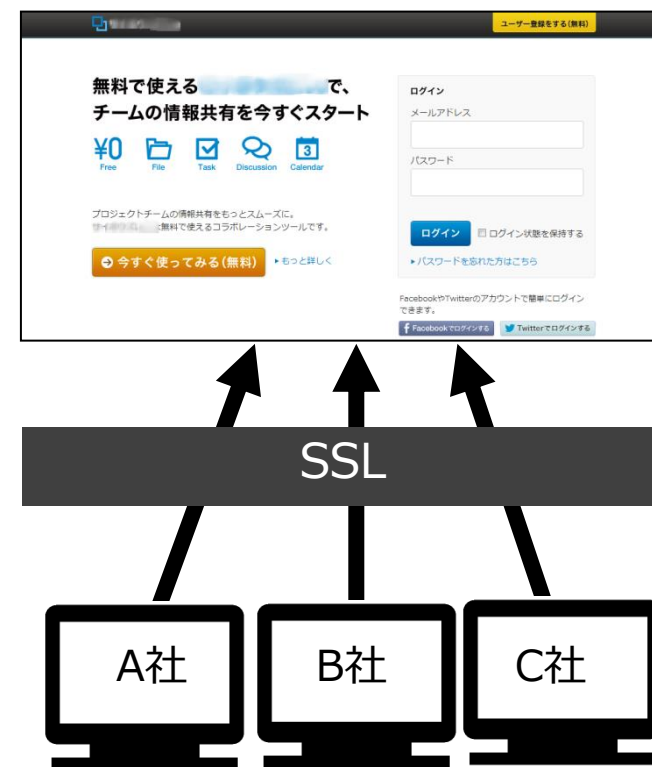 ユーザー登録をする(無料)
無料で使える で、
チームの情報共有を今すぐスタート
¥0
Free
File
Task
Discussion
3
Calendar
プロジェクトチームの情報共有をもっとスムーズに。
無料で使えるコラボレーションツールです。
今すぐ使ってみる(無料)
もっと詳しく
ログイン
メールアドレス
パスワード
ログイン
ログイン状態を保持する
パスワードを忘れた方はこちら
FacebookやTwitterのアカウントで簡単にログイン
できます。
f Facebookでログインする
Twitterでログインする
SSL
A社
B社
C社